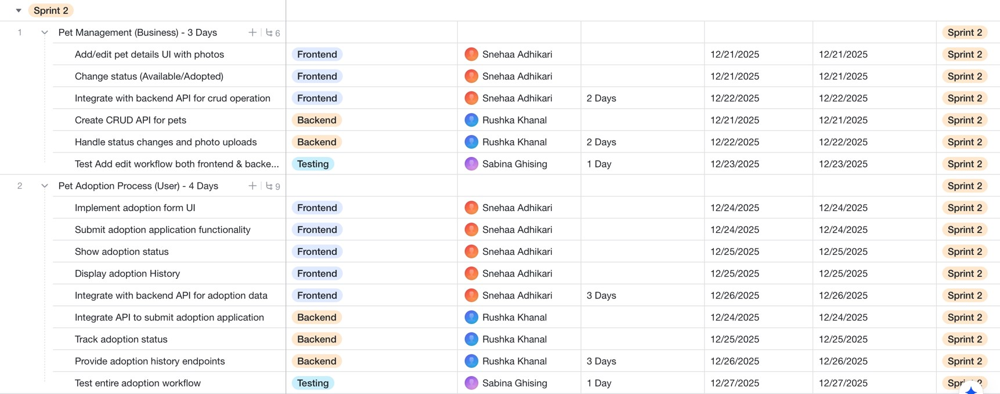 Sprint 2
1 Pet Management (Business) - 3 Days 6 Sprint 2
Add/edit pet details UI with photos Frontend Snehaa Adhikari 12/21/2025 12/21/2025 Sprint 2
Change status (Available/Adopted) Frontend Snehaa Adhikari 12/21/2025 12/21/2025 Sprint 2
Integrate with backend API for crud operation Frontend Snehaa Adhikari 2 Days 12/22/2025 12/22/2025 Sprint 2
Create CRUD API for pets Backend Rushka Khanal 12/21/2025 12/21/2025 Sprint 2
Handle status changes and photo uploads Backend Rushka Khanal 2 Days 12/22/2025 12/22/2025 Sprint 2
Test Add edit workflow both frontend & backe... Testing Sabina Ghising 1 Day 12/23/2025 12/23/2025 Sprint 2
2 Pet Adoption Process (User) - 4 Days 9 Sprint 2
Implement adoption form UI Frontend Snehaa Adhikari 12/24/2025 12/24/2025 Sprint 2
Submit adoption application functionality Frontend Snehaa Adhikari 12/24/2025 12/24/2025 Sprint 2
Show adoption status Frontend Snehaa Adhikari 12/25/2025 12/25/2025 Sprint 2
Display adoption History Frontend Snehaa Adhikari 12/25/2025 12/25/2025 Sprint 2
Integrate with backend API for adoption data Frontend Snehaa Adhikari 3 Days 12/26/2025 12/26/2025 Sprint 2
Integrate API to submit adoption application Backend Rushka Khanal 12/24/2025 12/24/2025 Sprint 2
Track adoption status Backend Rushka Khanal 12/25/2025 12/25/2025 Sprint 2
Provide adoption history endpoints Backend Rushka Khanal 3 Days 12/26/2025 12/26/2025 Sprint 2
Test entire adoption workflow Testing Sabina Ghising 1 Day 12/27/2025 12/27/2025 Sprint 2